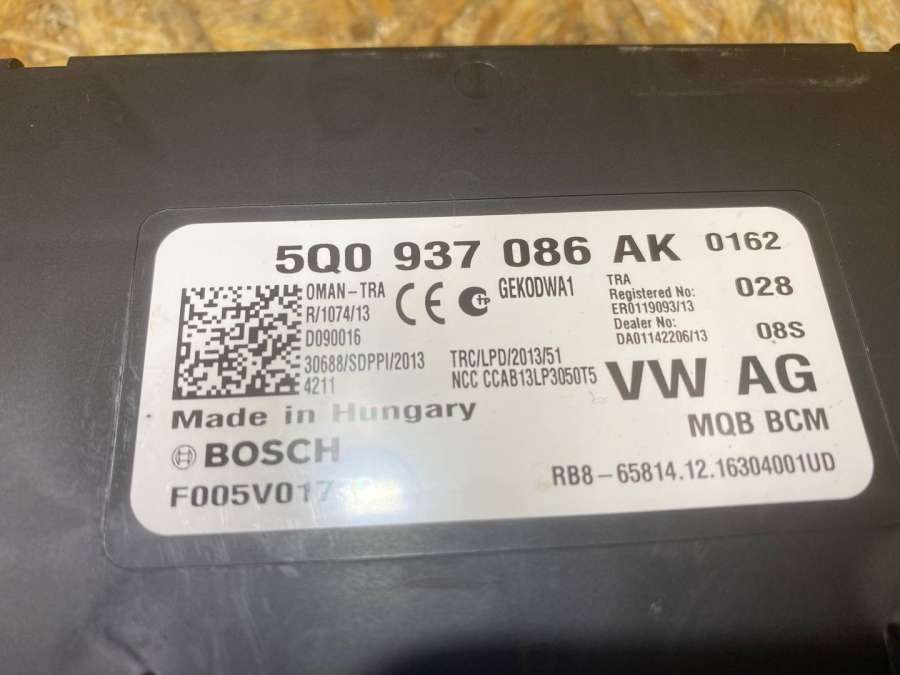 5Q0 937 086 AK 0162
OMAN-TRA
R/1074/13
D090016
30688/SDPPI/2013
4211
CE
GEKODWA1
TRC/LPD/2013/51
NCC CCAB13LP3050T5
TRA
Registered No:
ER0119093/13
Dealer No:
DA01142206/13
028
08S
VW AG
MQB BCM
Made in Hungary
BOSCH
F005V017
RB8-65814.12.16304001UD